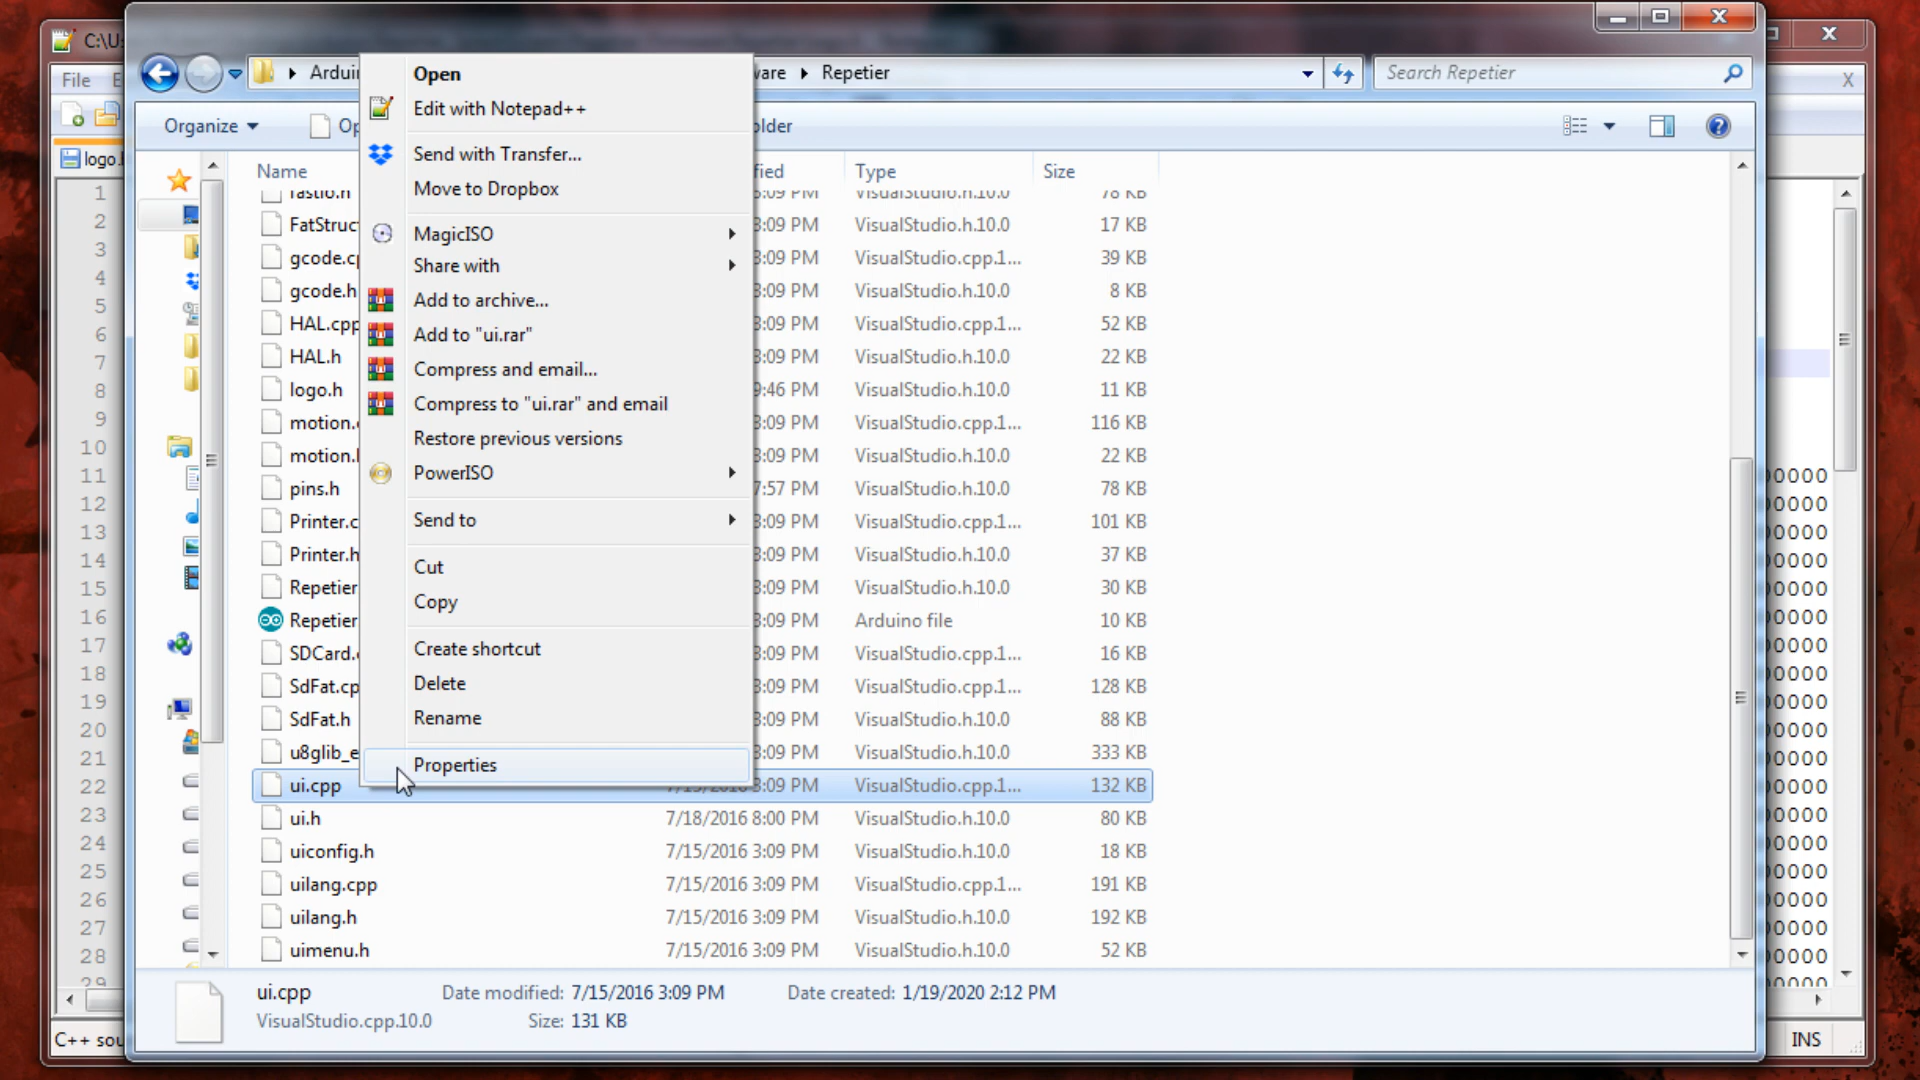 C:\U
File
Ardui
ware
Repetier
Search Repetier
Organize
Op
older
logo.
Open
Edit with Notepad++
Send with Transfer...
Move to Dropbox
MagicISO
Share with
Add to archive...
Add to "ui.rar"
Compress and email...
Compress to "ui.rar" and email
Restore previous versions
PowerISO
Send to
Cut
Copy
Create shortcut
Delete
Rename
Properties
Name fied Type Size
fastio.h 3:09 PM VisualStudio.h.10.0 78 KB
FatStruct 3:09 PM VisualStudio.h.10.0 17 KB
gcode.cp 3:09 PM VisualStudio.cpp.1... 39 KB
gcode.h 3:09 PM VisualStudio.h.10.0 8 KB
HAL.cpp 3:09 PM VisualStudio.cpp.1... 52 KB
HAL.h 3:09 PM VisualStudio.h.10.0 22 KB
logo.h 9:46 PM VisualStudio.h.10.0 11 KB
motion. 3:09 PM VisualStudio.cpp.1... 116 KB
motion. 3:09 PM VisualStudio.h.10.0 22 KB
pins.h 7:57 PM VisualStudio.h.10.0 78 KB
Printer.c 3:09 PM VisualStudio.cpp.1... 101 KB
Printer.h 3:09 PM VisualStudio.h.10.0 37 KB
Repetier 3:09 PM VisualStudio.h.10.0 30 KB
Repetier 3:09 PM Arduino file 10 KB
SDCard. 3:09 PM VisualStudio.cpp.1... 16 KB
SdFat.cp 3:09 PM VisualStudio.cpp.1... 128 KB
SdFat.h 3:09 PM VisualStudio.h.10.0 88 KB
u8glib_e 3:09 PM VisualStudio.h.10.0 333 KB
ui.cpp 7/15/2016 3:09 PM VisualStudio.cpp.1... 132 KB
ui.h 7/18/2016 8:00 PM VisualStudio.h.10.0 80 KB
uiconfig.h 7/15/2016 3:09 PM VisualStudio.h.10.0 18 KB
uilang.cpp 7/15/2016 3:09 PM VisualStudio.cpp.1... 191 KB
uilang.h 7/15/2016 3:09 PM VisualStudio.h.10.0 192 KB
uimenu.h 7/15/2016 3:09 PM VisualStudio.h.10.0 52 KB
ui.cpp Date modified: 7/15/2016 3:09 PM Date created: 1/19/2020 2:12 PM
VisualStudio.cpp.10.0 Size: 131 KB
1
2
3
4
5
6
7
8
9
10
11
12
13
14
15
16
17
18
19
20
21
22
23
24
25
26
27
28
29
C++ sou
INS